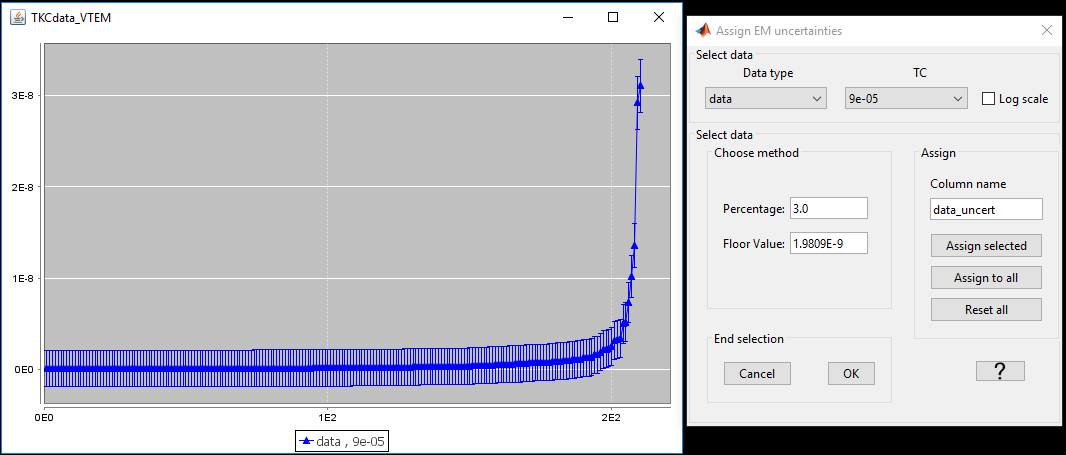 TKCdata_VTEM
3E-8
2E-8
1E-8
0E0
0E0 1E2 2E2
data , 9e-05
Assign EM uncertainties
Select data
Data type TC
data 9e-05 Log scale
Select data
Choose method
Percentage: 3.0
Floor Value: 1.9809E-9
Assign
Column name
data_uncert
Assign selected
Assign to all
Reset all
End selection
Cancel OK
?